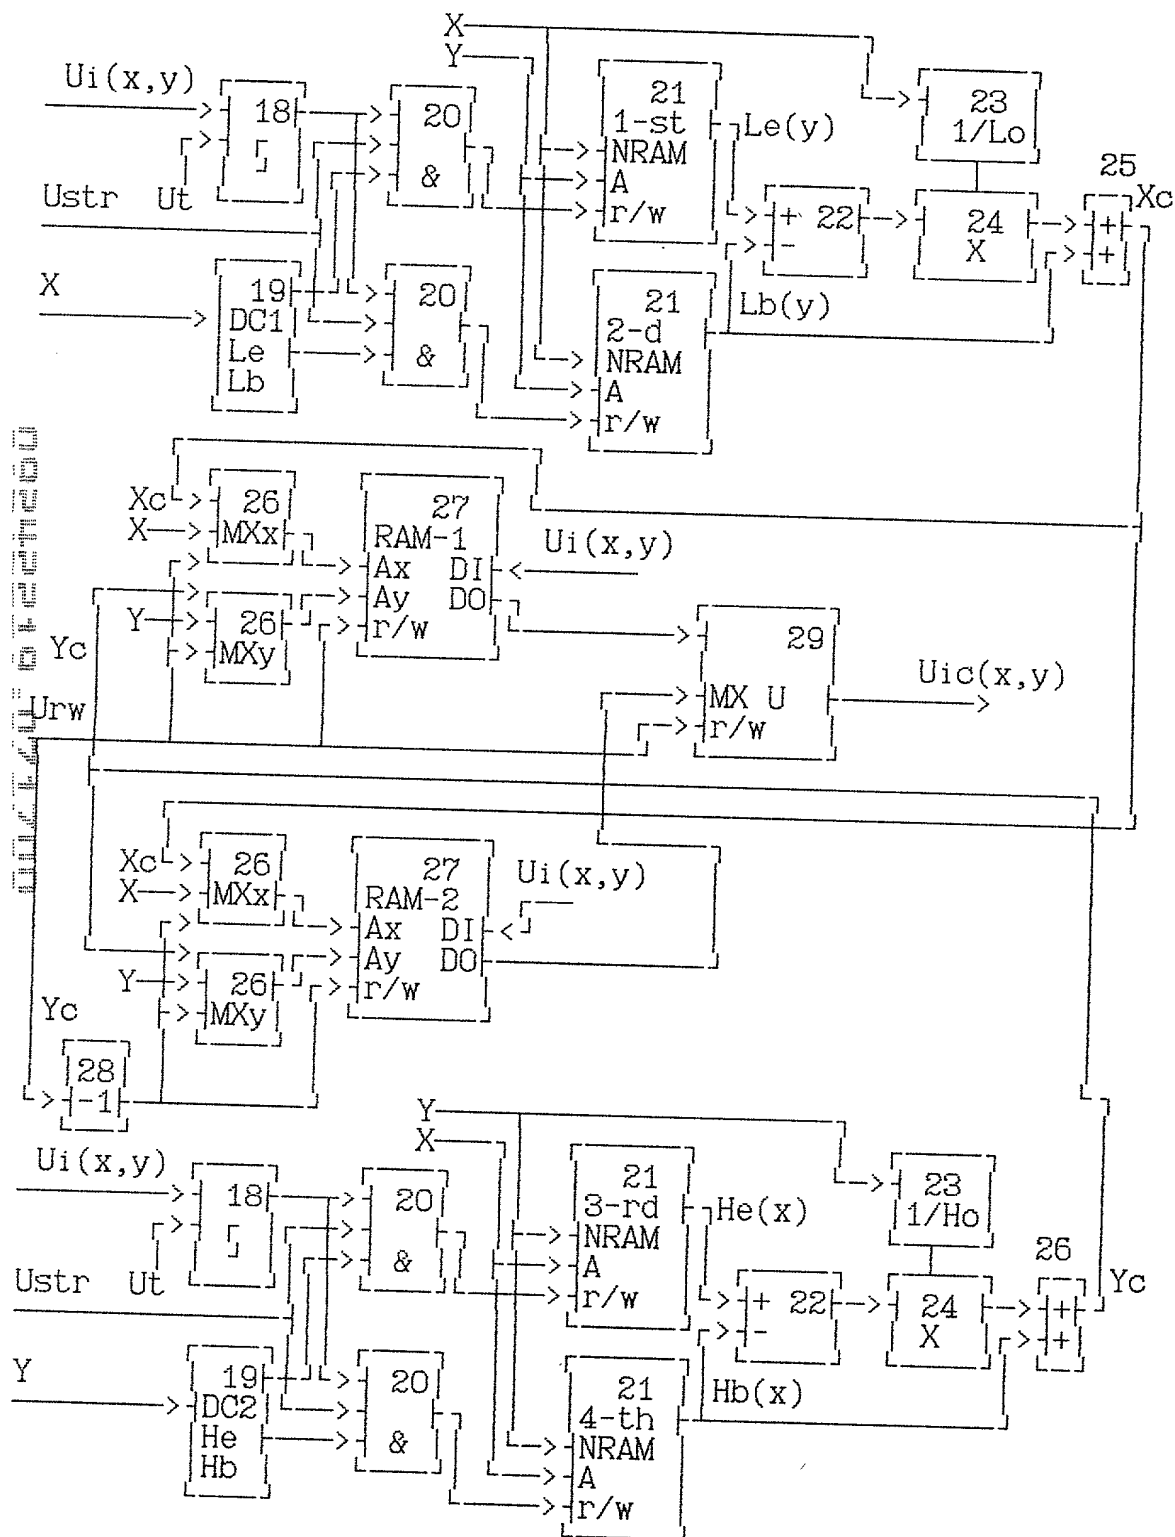 X
Y
Ui(x,y)
18
20
21
23
1-st
Le(y)
1/Lo
NRAM
25
Ustr
Ut
&
A
+ 22
24
+
Xc
r/w
-
X
+
X
19
20
21
Lb(y)
DC1
2-d
Le
&
NRAM
Lb
A
r/w
Xc
26
27
X
MXx
RAM-1
Ui(x,y)
Ax DI
Ay DO
Y
26
r/w
29
Yc
MXy
Uic(x,y)
Urw
MX U
r/w
Xc
26
27
Ui(x,y)
X
MXx
RAM-2
Ax DI
Ay DO
Y
26
r/w
Yc
MXy
28
-1
Y
X
Ui(x,y)
18
20
21
23
3-rd
He(x)
1/Ho
NRAM
26
Ustr
Ut
&
A
+ 22
24
+
Yc
r/w
-
X
+
Y
19
20
21
Hb(x)
DC2
4-th
He
&
NRAM
Hb
A
r/w